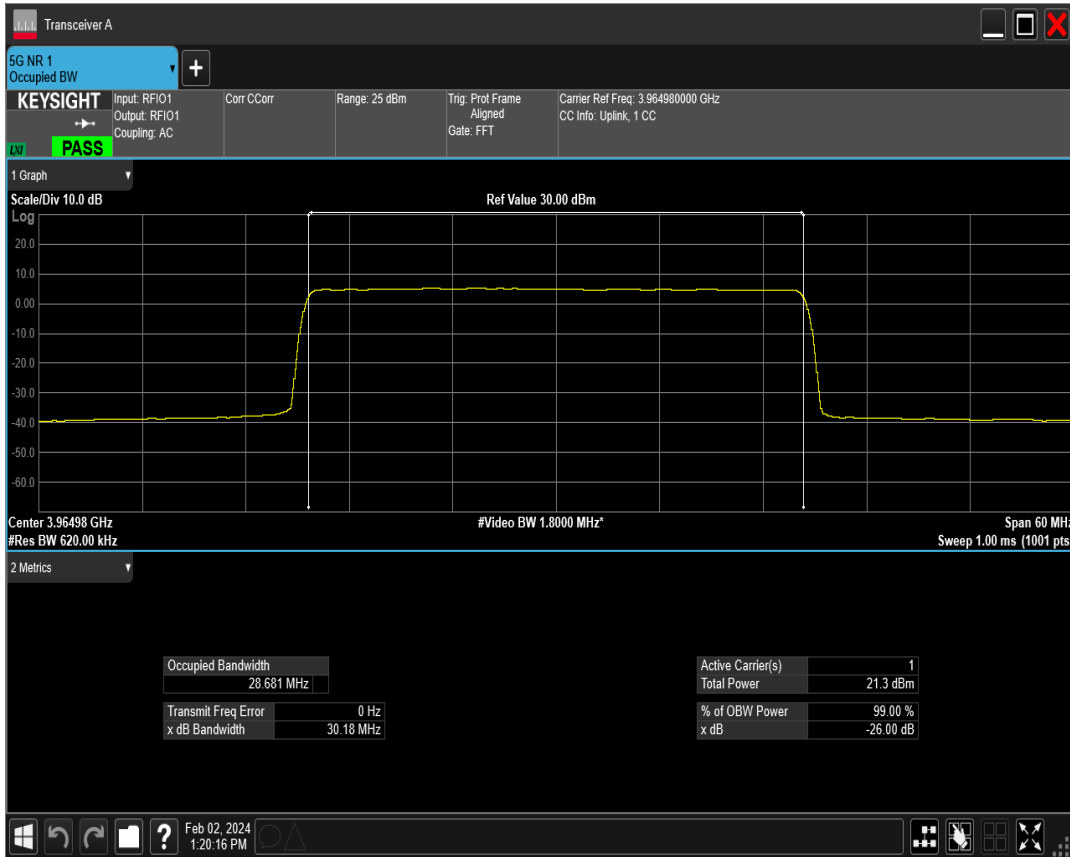 Transceiver A
5G NR 1
Occupied BW
+
KEYSIGHT
LXI
PASS
Input: RFIO1
Output: RFIO1
Coupling: AC
Corr CCorr
Range: 25 dBm
Trig: Prot Frame
Aligned
Gate: FFT
Carrier Ref Freq: 3.964980000 GHz
CC Info: Uplink, 1 CC
1 Graph
Scale/Div 10.0 dB
Ref Value 30.00 dBm
Log
20.0
10.0
0.00
-10.0
-20.0
-30.0
-40.0
-50.0
-60.0
Center 3.96498 GHz
#Video BW 1.8000 MHz*
Span 60 MHz
#Res BW 620.00 kHz
Sweep 1.00 ms (1001 pts
2 Metrics
Occupied Bandwidth
28.681 MHz
Transmit Freq Error 0 Hz
x dB Bandwidth 30.18 MHz
Active Carrier(s) 1
Total Power 21.3 dBm
% of OBW Power 99.00 %
x dB -26.00 dB
?
Feb 02, 2024
1:20:16 PM